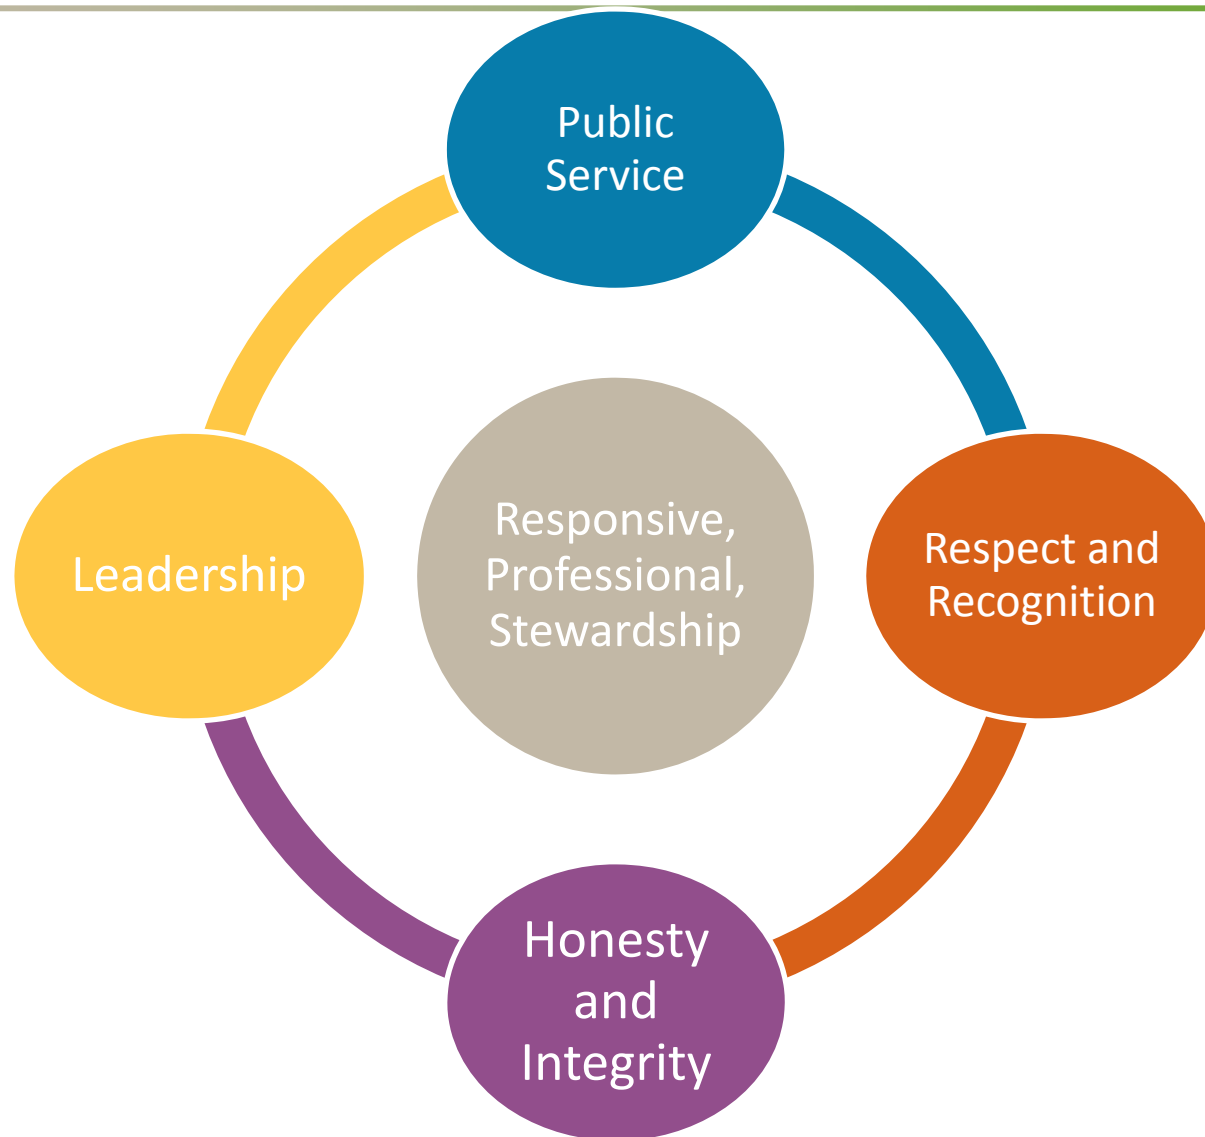 Public
Service
Leadership
Responsive,
Professional,
Stewardship
Respect and
Recognition
Honesty
and
Integrity